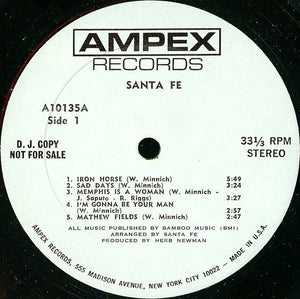 AMPEX
RECORDS
SANTA FE
A10135A
Side 1
D. J. COPY
NOT FOR SALE
33⅓ RPM
STEREO
1. IRON HORSE (W. Minnich) 5:49
2. SAD DAYS (W. Minnich) 3:24
3. MEMPHIS IS A WOMAN (W. Minnich -
J. Saputo - R. Riggs) 3:27
4. I'M GONNA BE YOUR MAN
(W. Minnich) 2:57
5. MATHEW FIELDS (W. Minnich) 2:47
ALL MUSIC PUBLISHED BY BAMBOO MUSIC (BMI)
ARRANGED BY SANTA FE
PRODUCED BY HERB NEWMAN
AMPEX RECORDS, 555 MADISON AVENUE, NEW YORK CITY 10022 - MADE IN U.S.A.